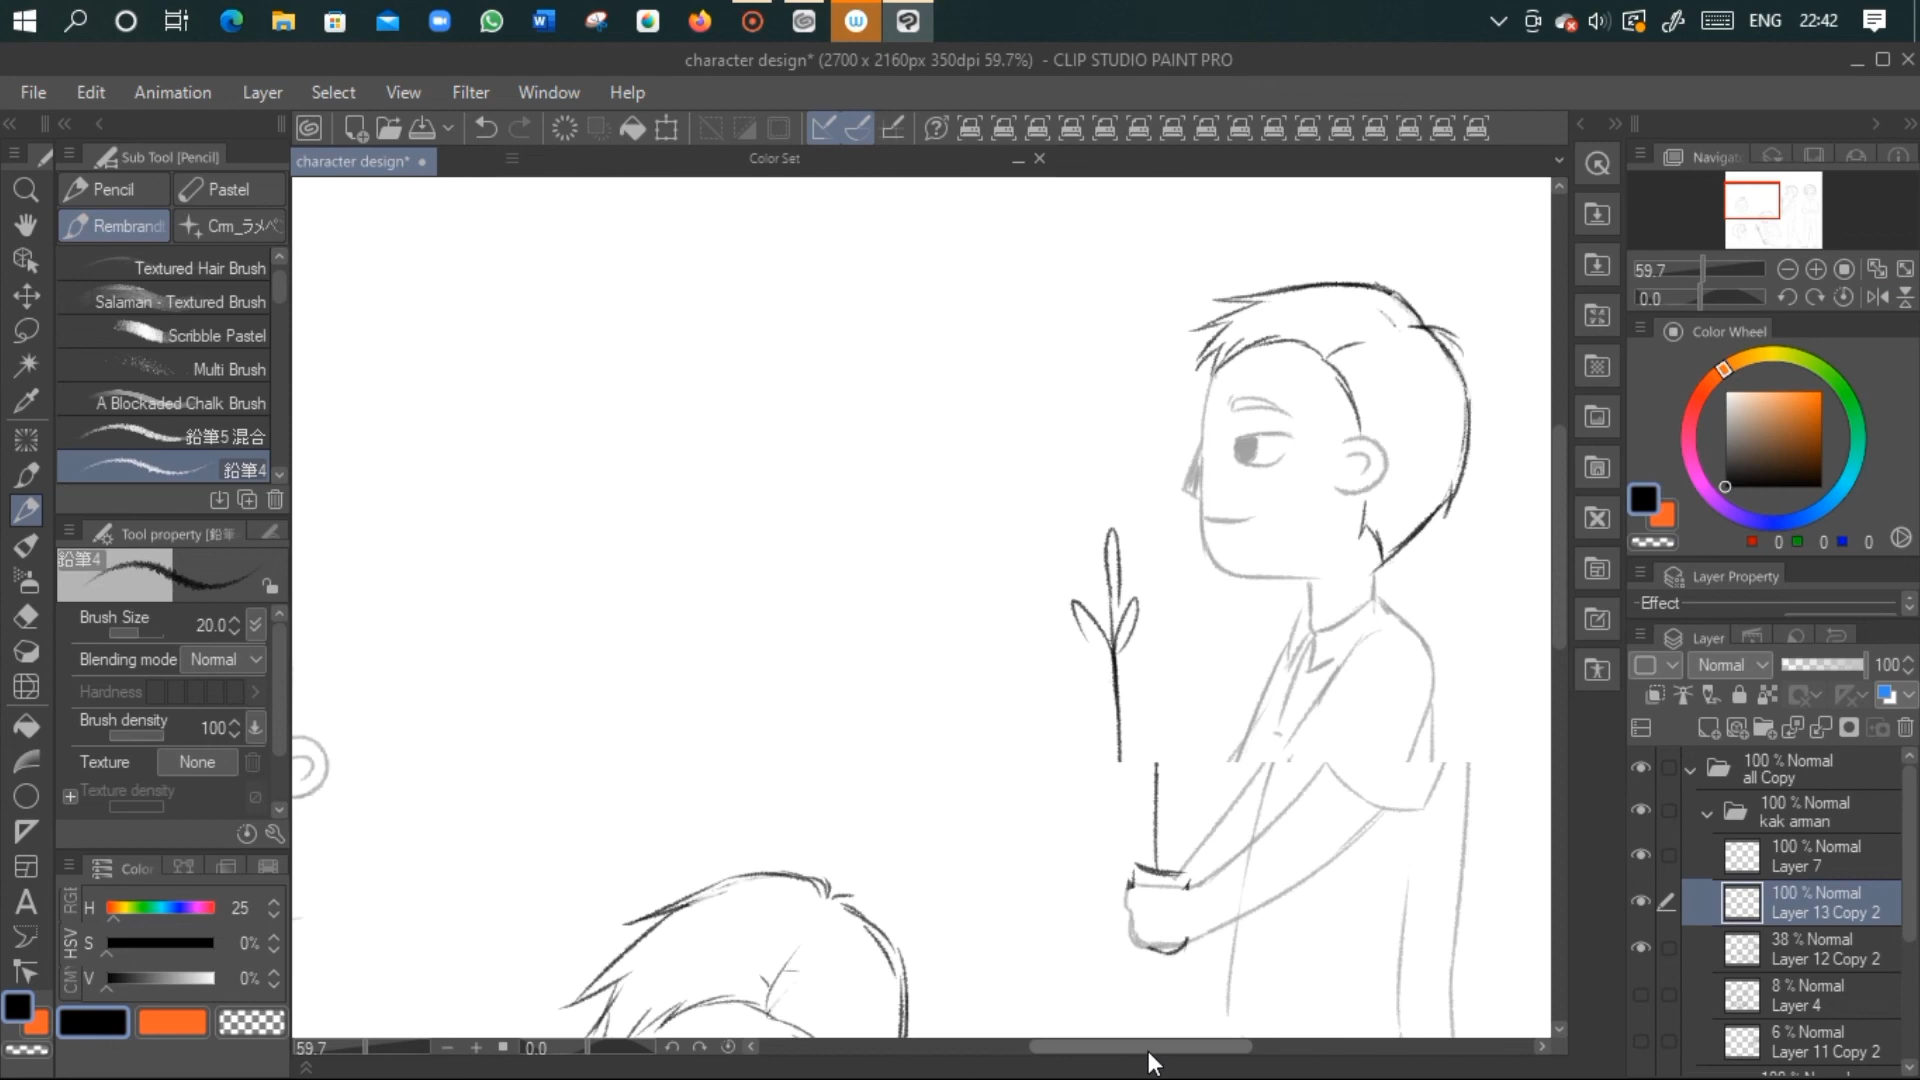 ENG 22:42
character design* (2700 x 2160px 350dpi 59.7%) - CLIP STUDIO PAINT PRO
File Edit Animation Layer Select View Filter Window Help
Sub Tool [Pencil]
character design*
Color Set
Navigat
Pencil Pastel
Rembrandt
Textured Hair Brush
Salaman - Textured Brush
Scribble Pastel
Multi Brush
A Blockaded Chalk Brush
鉛筆5 混合
鉛筆4
Tool property [鉛筆
鉛筆4
Brush Size 20.0
Blending mode Normal
Hardness
Brush density 100
Texture None
Texture density
Color
RGB
HSV
H 25
S 0%
V 0%
59.7 0.0
59.7
0.0
Color Wheel
0 0 0
Layer Property
Effect
Layer
Normal 100
100 % Normal
all Copy
100 % Normal
kak aman
100 % Normal
Layer 7
100 % Normal
Layer 13 Copy 2
38 % Normal
Layer 12 Copy 2
8 % Normal
Layer 4
6 % Normal
Layer 11 Copy 2